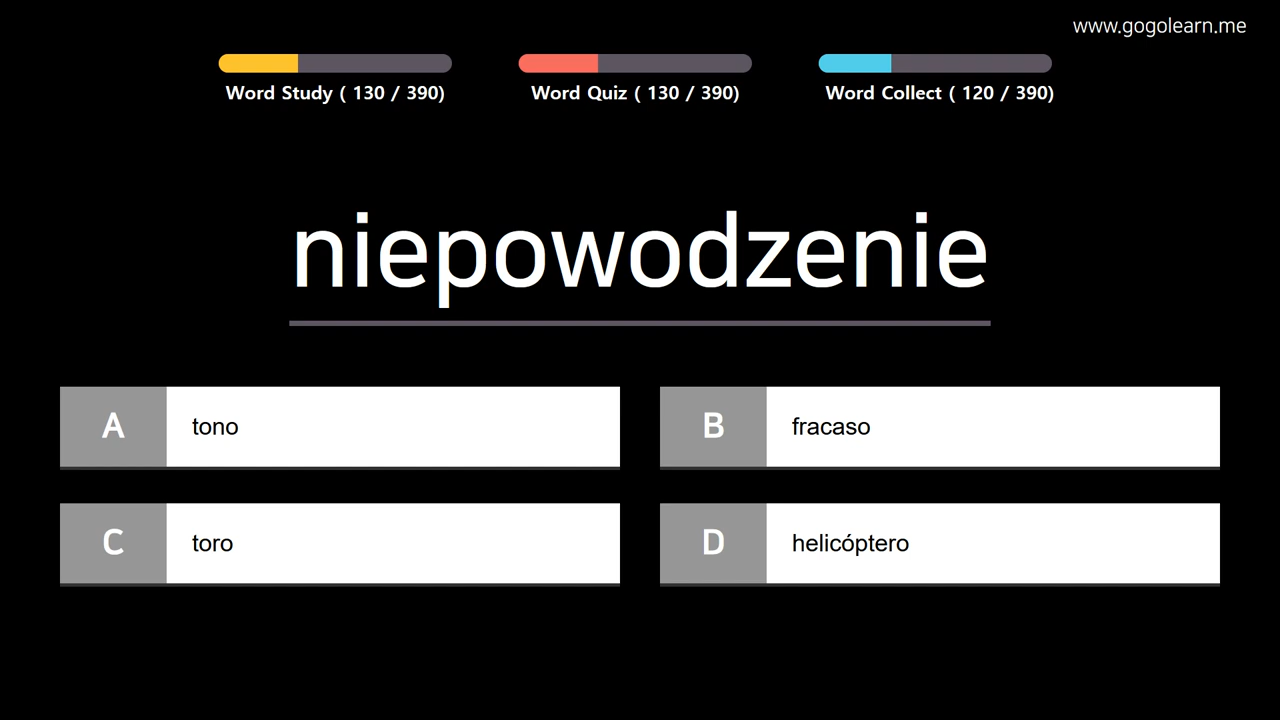 www.gogolearn.me
Word Study ( 130 / 390)
Word Quiz ( 130 / 390)
Word Collect ( 120 / 390)
niepowodzenie
A tono
B fracaso
C toro
D helicóptero